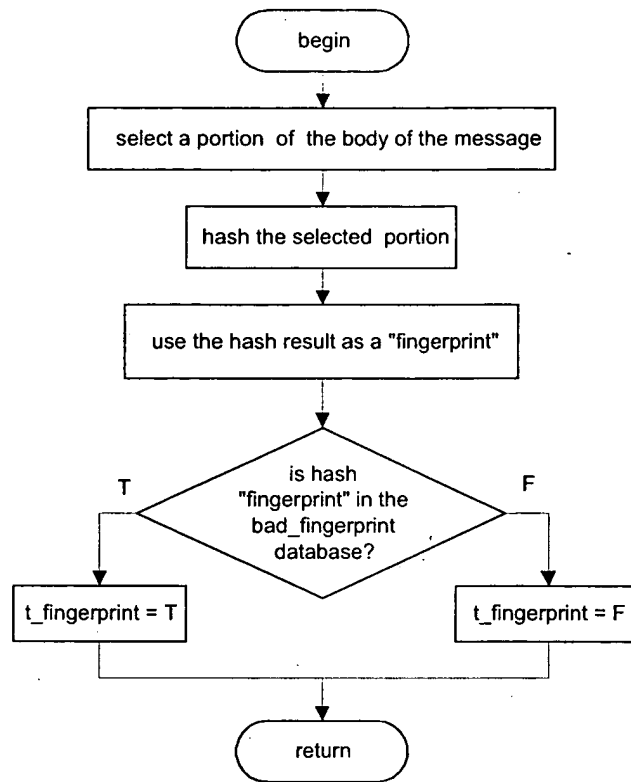 begin
select a portion of the body of the message
hash the selected portion
use the hash result as a "fingerprint"
is hash
"fingerprint" in the
bad_fingerprint
database?
T
F
t_fingerprint = T
t_fingerprint = F
return